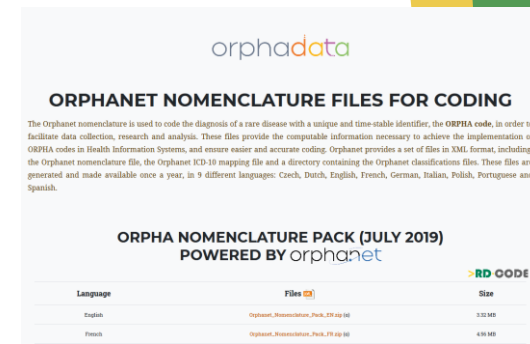 orphadata
ORPHANET NOMENCLATURE FILES FOR CODING
The Orphanet nomenclature is used to code the diagnosis of a rare disease with a unique and time-stable identifier, the ORPHA code, in order to
facilitate data collection, research and analysis. These files provide the computable information necessary to achieve the implementation o
ORPHA codes in Health Information Systems, and ensure easier and accurate coding. Orphanet provides a set of files in XML format, including
the Orphanet nomenclature file, the Orphanet ICD-10 mapping file and a directory containing the Orphanet classifications files. These files are
generated and made available once a year, in 9 different languages: Czech, Dutch, English, French, German, Italian, Polish, Portuguese and
Spanish.
ORPHA NOMENCLATURE PACK (JULY 2019)
POWERED BY orphanet
>RD CODE
Language Files Size
English Orphanet_Nomenclature_Pack_EN.zip 3.32 MB
French Orphanet_Nomenclature_Pack_FR.zip 4.56 MB